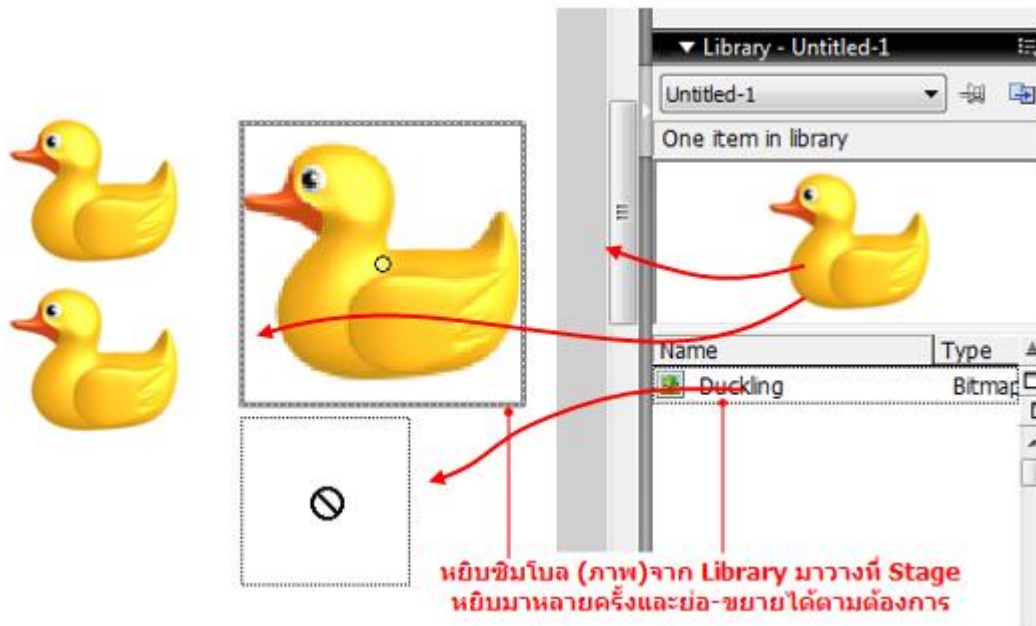 Library - Untitled-1
Untitled-1
One item in library
Name Type
Duckling Bitmap
หยิบซิมโบล (ภาพ)จาก Library มาวางที่ Stage
หยิบมาหลายครั้งและย่อ-ขยายได้ตามต้องการ